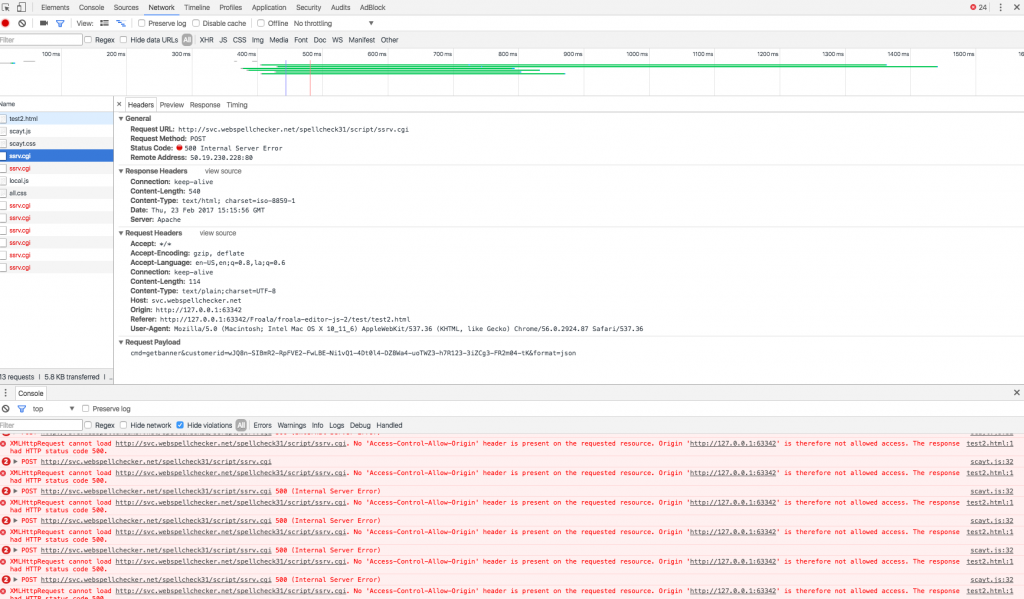 Elements Console Sources Network Timeline Profiles Application Security Audits AdBlock 24
View: Preserve log Disable cache Offline No throttling
Filter Regex Hide data URLs All XHR JS CSS Img Media Font Doc WS Manifest Other
100 ms 200 ms 300 ms 400 ms 500 ms 600 ms 700 ms 800 ms 900 ms 1000 ms 1100 ms 1200 ms 1300 ms 1400 ms 1500 ms 160
Name
test2.html
scayt.js
scayt.css
ssrv.cgi
ssrv.cgi
local.js
all.css
ssrv.cgi
ssrv.cgi
ssrv.cgi
ssrv.cgi
ssrv.cgi
ssrv.cgi
13 requests | 5.8 KB transferred | ...
Headers Preview Response Timing
General
Request URL: http://svc.webspellchecker.net/spellcheck31/script/ssrv.cgi
Request Method: POST
Status Code: 500 Internal Server Error
Remote Address: 50.19.230.228:80
Response Headers view source
Connection: keep-alive
Content-Length: 540
Content-Type: text/html; charset=iso-8859-1
Date: Thu, 23 Feb 2017 15:15:56 GMT
Server: Apache
Request Headers view source
Accept: */*
Accept-Encoding: gzip, deflate
Accept-Language: en-US,en;q=0.8,la;q=0.6
Connection: keep-alive
Content-Length: 114
Content-Type: text/plain;charset=UTF-8
Host: svc.webspellchecker.net
Origin: http://127.0.0.1:63342
Referer: http://127.0.0.1:63342/Froala/froala-editor-js-2/test/test2.html
User-Agent: Mozilla/5.0 (Macintosh; Intel Mac OS X 10_11_6) AppleWebKit/537.36 (KHTML, like Gecko) Chrome/56.0.2924.87 Safari/537.36
Request Payload
cmd=getbanner&customerid=wJQ8n-SIBmR2-RpFVE2-FwLBE-Ni1vQ1-4Dt0l4-DZBWa4-uoTWZ3-h7R123-3iZCg3-FR2m04-tK&format=json
Console
top Preserve log
Filter Regex Hide network Hide violations All Errors Warnings Info Logs Debug Handled
XMLHttpRequest cannot load http://svc.webspellchecker.net/spellcheck31/script/ssrv.cgi. No 'Access-Control-Allow-Origin' header is present on the requested resource. Origin 'http://127.0.0.1:63342' is therefore not allowed access. The response test2.html:1
had HTTP status code 500.
2 POST http://svc.webspellchecker.net/spellcheck31/script/ssrv.cgi scayt.js:32
XMLHttpRequest cannot load http://svc.webspellchecker.net/spellcheck31/script/ssrv.cgi. No 'Access-Control-Allow-Origin' header is present on the requested resource. Origin 'http://127.0.0.1:63342' is therefore not allowed access. The response test2.html:1
had HTTP status code 500.
2 POST http://svc.webspellchecker.net/spellcheck31/script/ssrv.cgi 500 (Internal Server Error) scayt.js:32
XMLHttpRequest cannot load http://svc.webspellchecker.net/spellcheck31/script/ssrv.cgi. No 'Access-Control-Allow-Origin' header is present on the requested resource. Origin 'http://127.0.0.1:63342' is therefore not allowed access. The response test2.html:1
had HTTP status code 500.
2 POST http://svc.webspellchecker.net/spellcheck31/script/ssrv.cgi 500 (Internal Server Error) scayt.js:32
XMLHttpRequest cannot load http://svc.webspellchecker.net/spellcheck31/script/ssrv.cgi. No 'Access-Control-Allow-Origin' header is present on the requested resource. Origin 'http://127.0.0.1:63342' is therefore not allowed access. The response test2.html:1
had HTTP status code 500.
2 POST http://svc.webspellchecker.net/spellcheck31/script/ssrv.cgi 500 (Internal Server Error) scayt.js:32
XMLHttpRequest cannot load http://svc.webspellchecker.net/spellcheck31/script/ssrv.cgi. No 'Access-Control-Allow-Origin' header is present on the requested resource. Origin 'http://127.0.0.1:63342' is therefore not allowed access. The response test2.html:1
had HTTP status code 500.
2 POST http://svc.webspellchecker.net/spellcheck31/script/ssrv.cgi 500 (Internal Server Error) scayt.js:32
XMLHttpRequest cannot load http://svc.webspellchecker.net/spellcheck31/script/ssrv.cgi. No 'Access-Control-Allow-Origin' header is present on the requested resource. Origin 'http://127.0.0.1:63342' is therefore not allowed access. The response test2.html:1